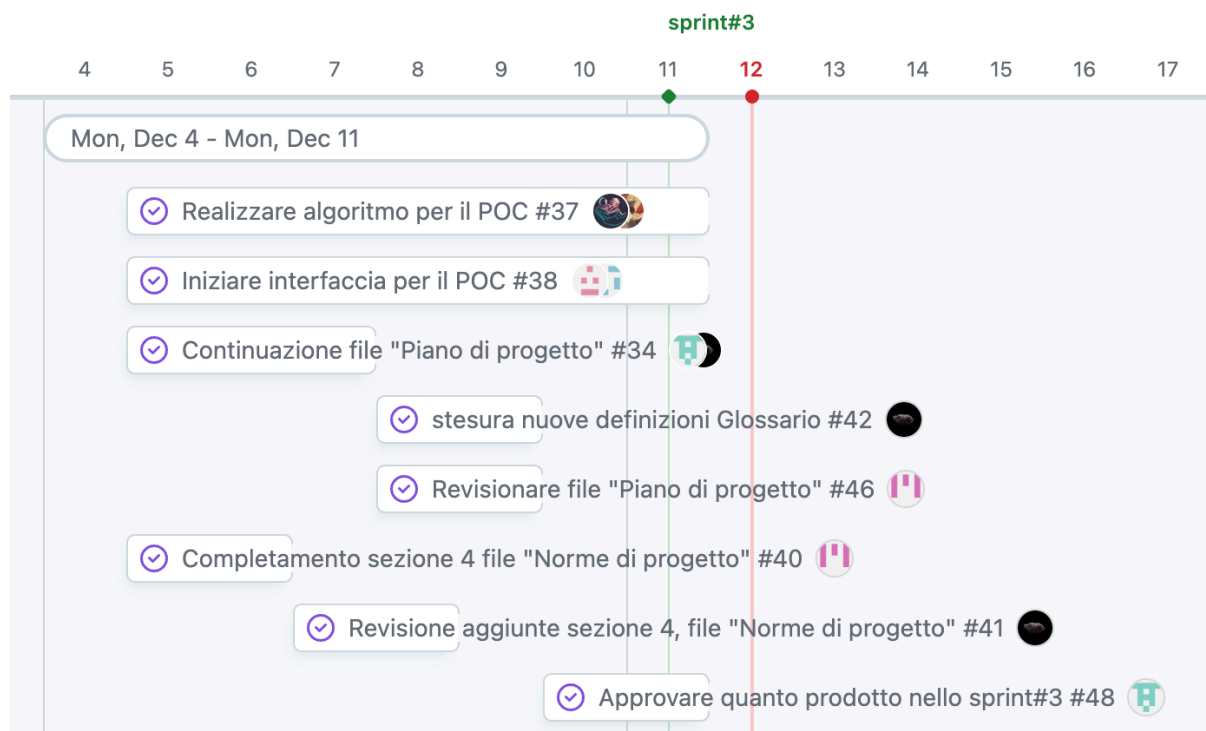 sprint#3
4 5 6 7 8 9 10 11 12 13 14 15 16 17
Mon, Dec 4 - Mon, Dec 11
Realizzare algoritmo per il POC #37
Iniziare interfaccia per il POC #38
Continuazione file "Piano di progetto" #34
stesura nuove definizioni Glossario #42
Revisionare file "Piano di progetto" #46
Completamento sezione 4 file "Norme di progetto" #40
Revisione aggiunte sezione 4, file "Norme di progetto" #41
Approvare quanto prodotto nello sprint#3 #48